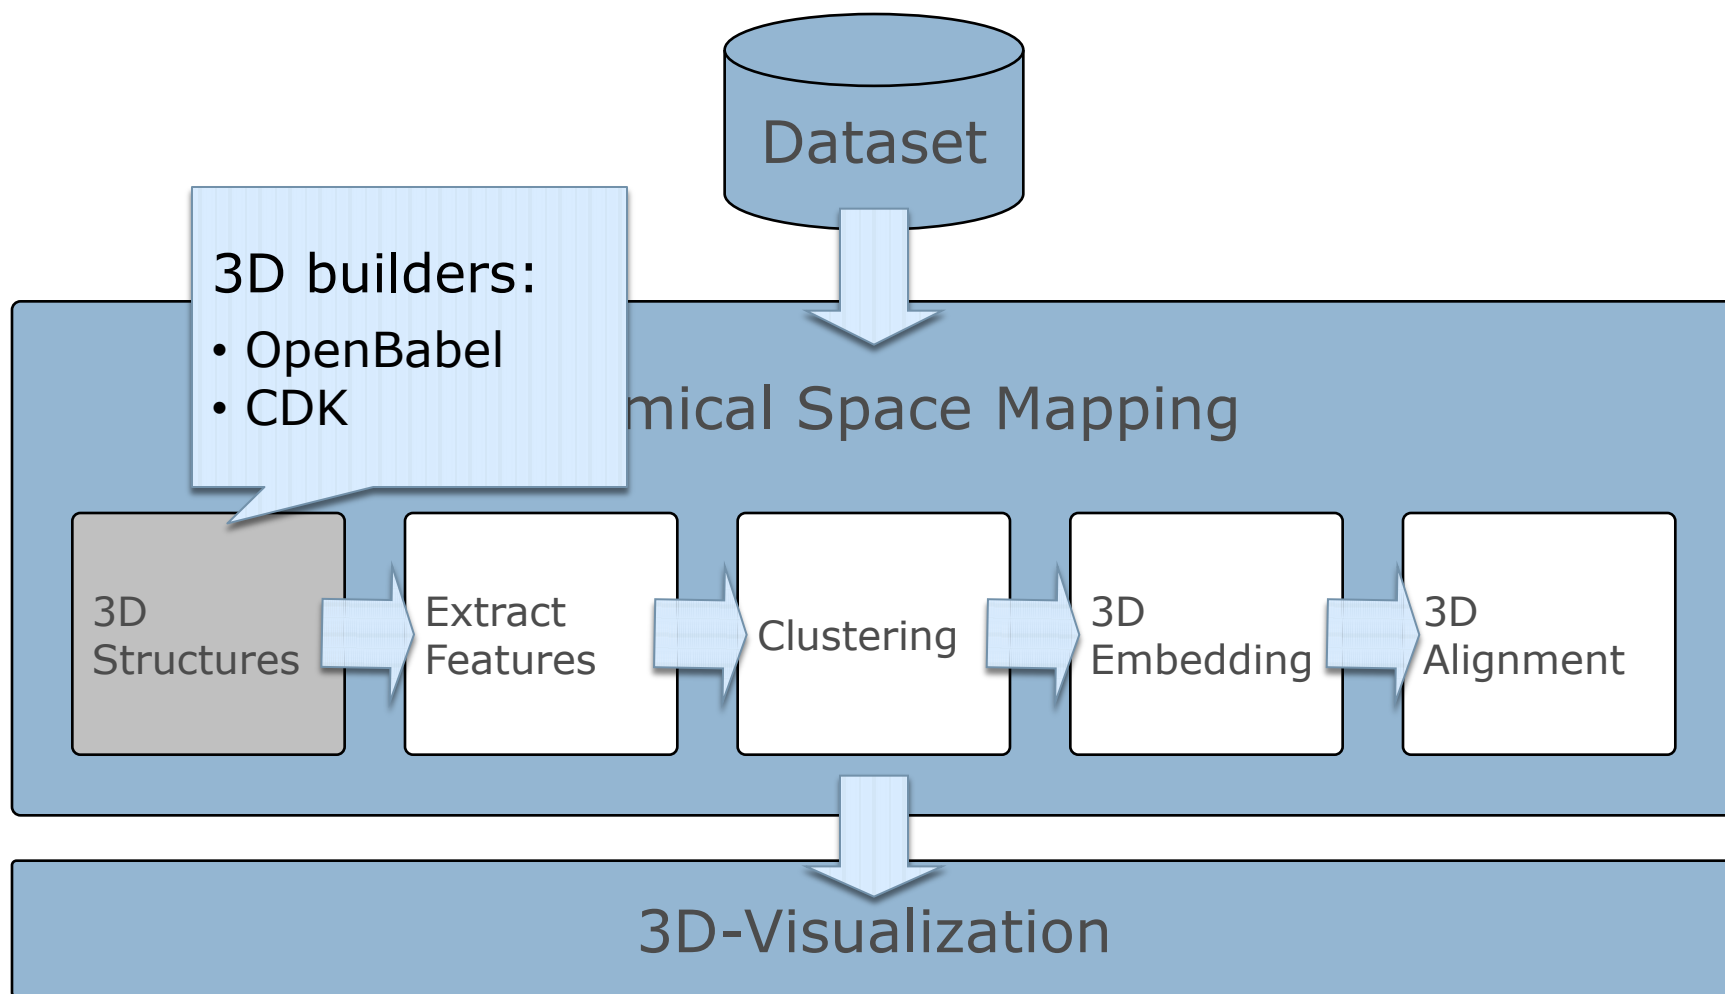 Dataset
3D builders:
• OpenBabel
• CDK
mical Space Mapping
3D
Structures
Extract
Features
Clustering
3D
Embedding
3D
Alignment
3D-Visualization